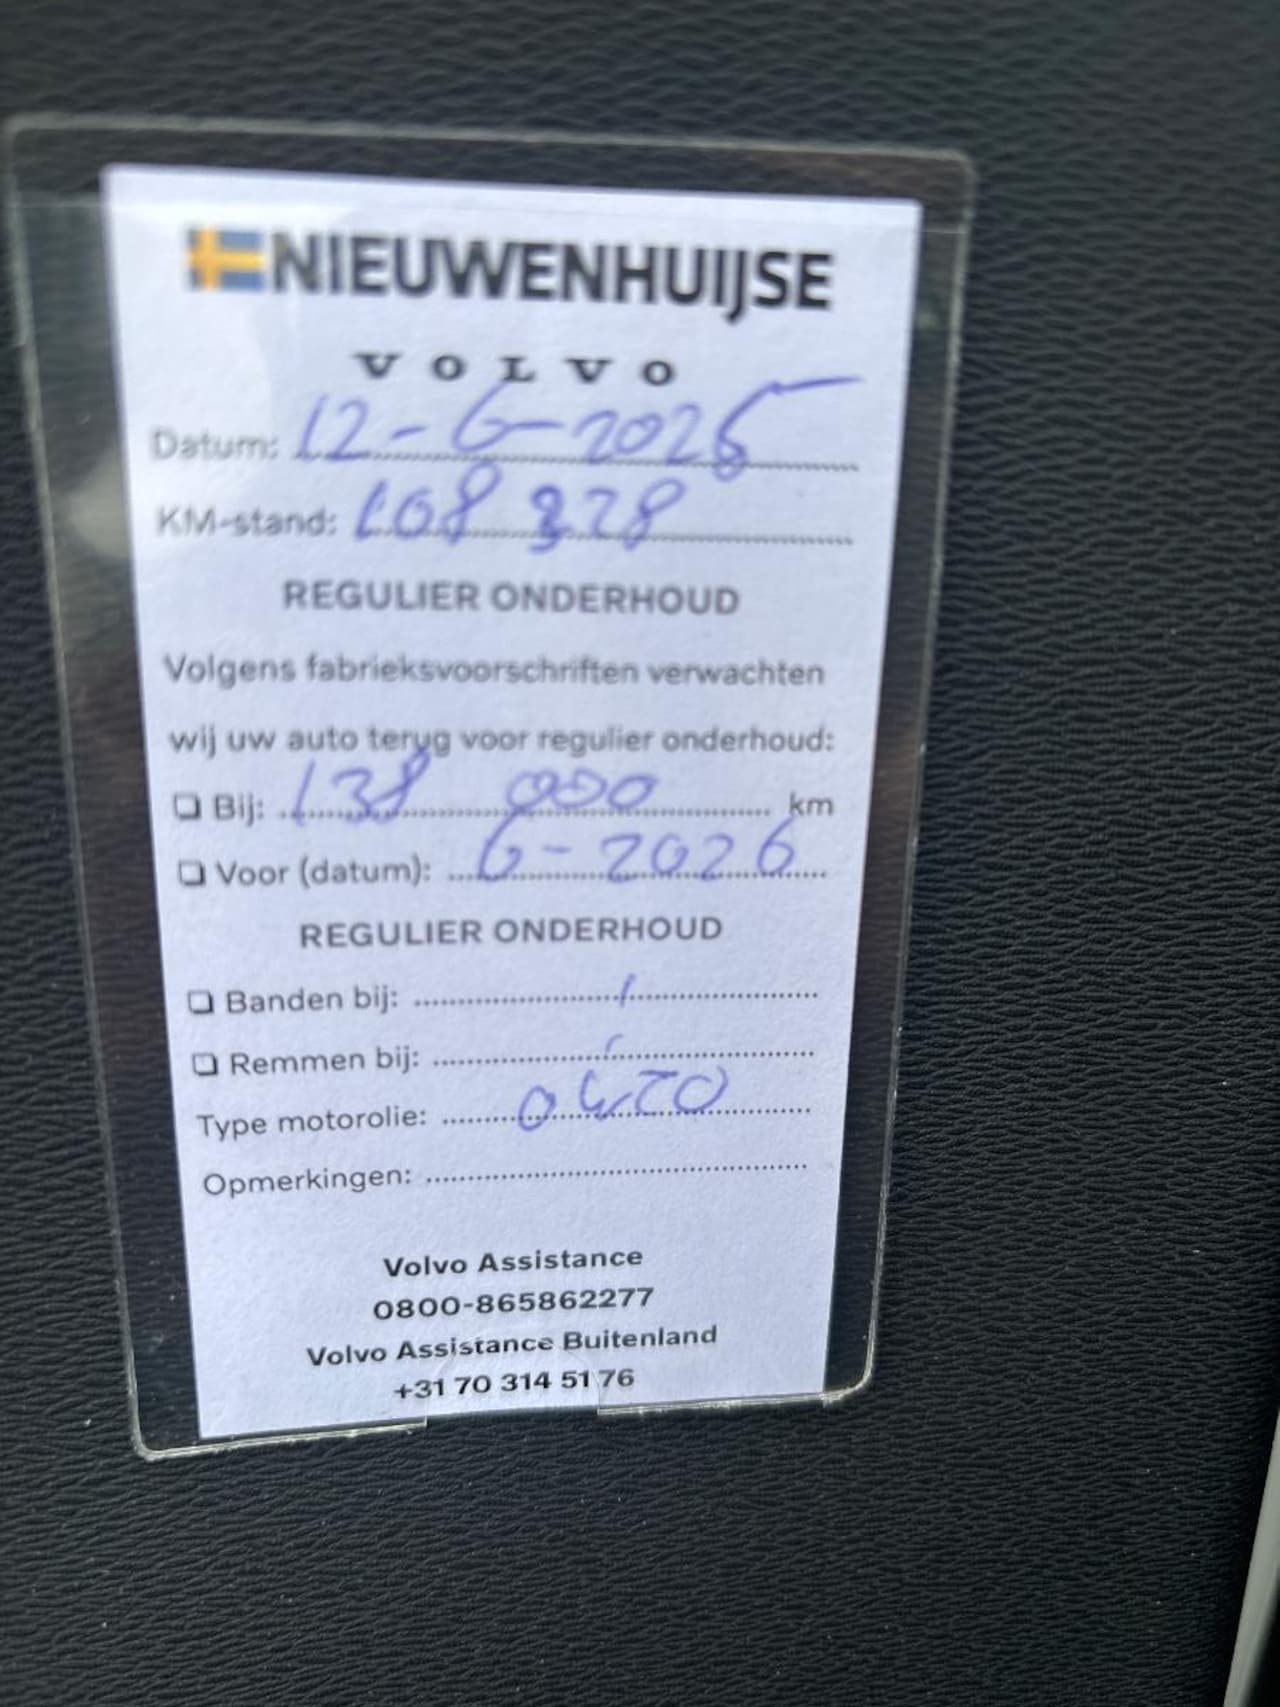 NIEUWENHUIJSE
VOLVO
Datum: 12-6-2025
KM-stand: 108 328
REGULIER ONDERHOUD
Volgens fabrieksvoorschriften verwachten
wij uw auto terug voor regulier onderhoud:
❏ Bij: 138 000 km
❏ Voor (datum): 6-2026
REGULIER ONDERHOUD
❏ Banden bij: /
❏ Remmen bij:
Type motorolie:
Opmerkingen:
Volvo Assistance
0800-865862277
Volvo Assistance Buitenland
+31 70 314 51 76